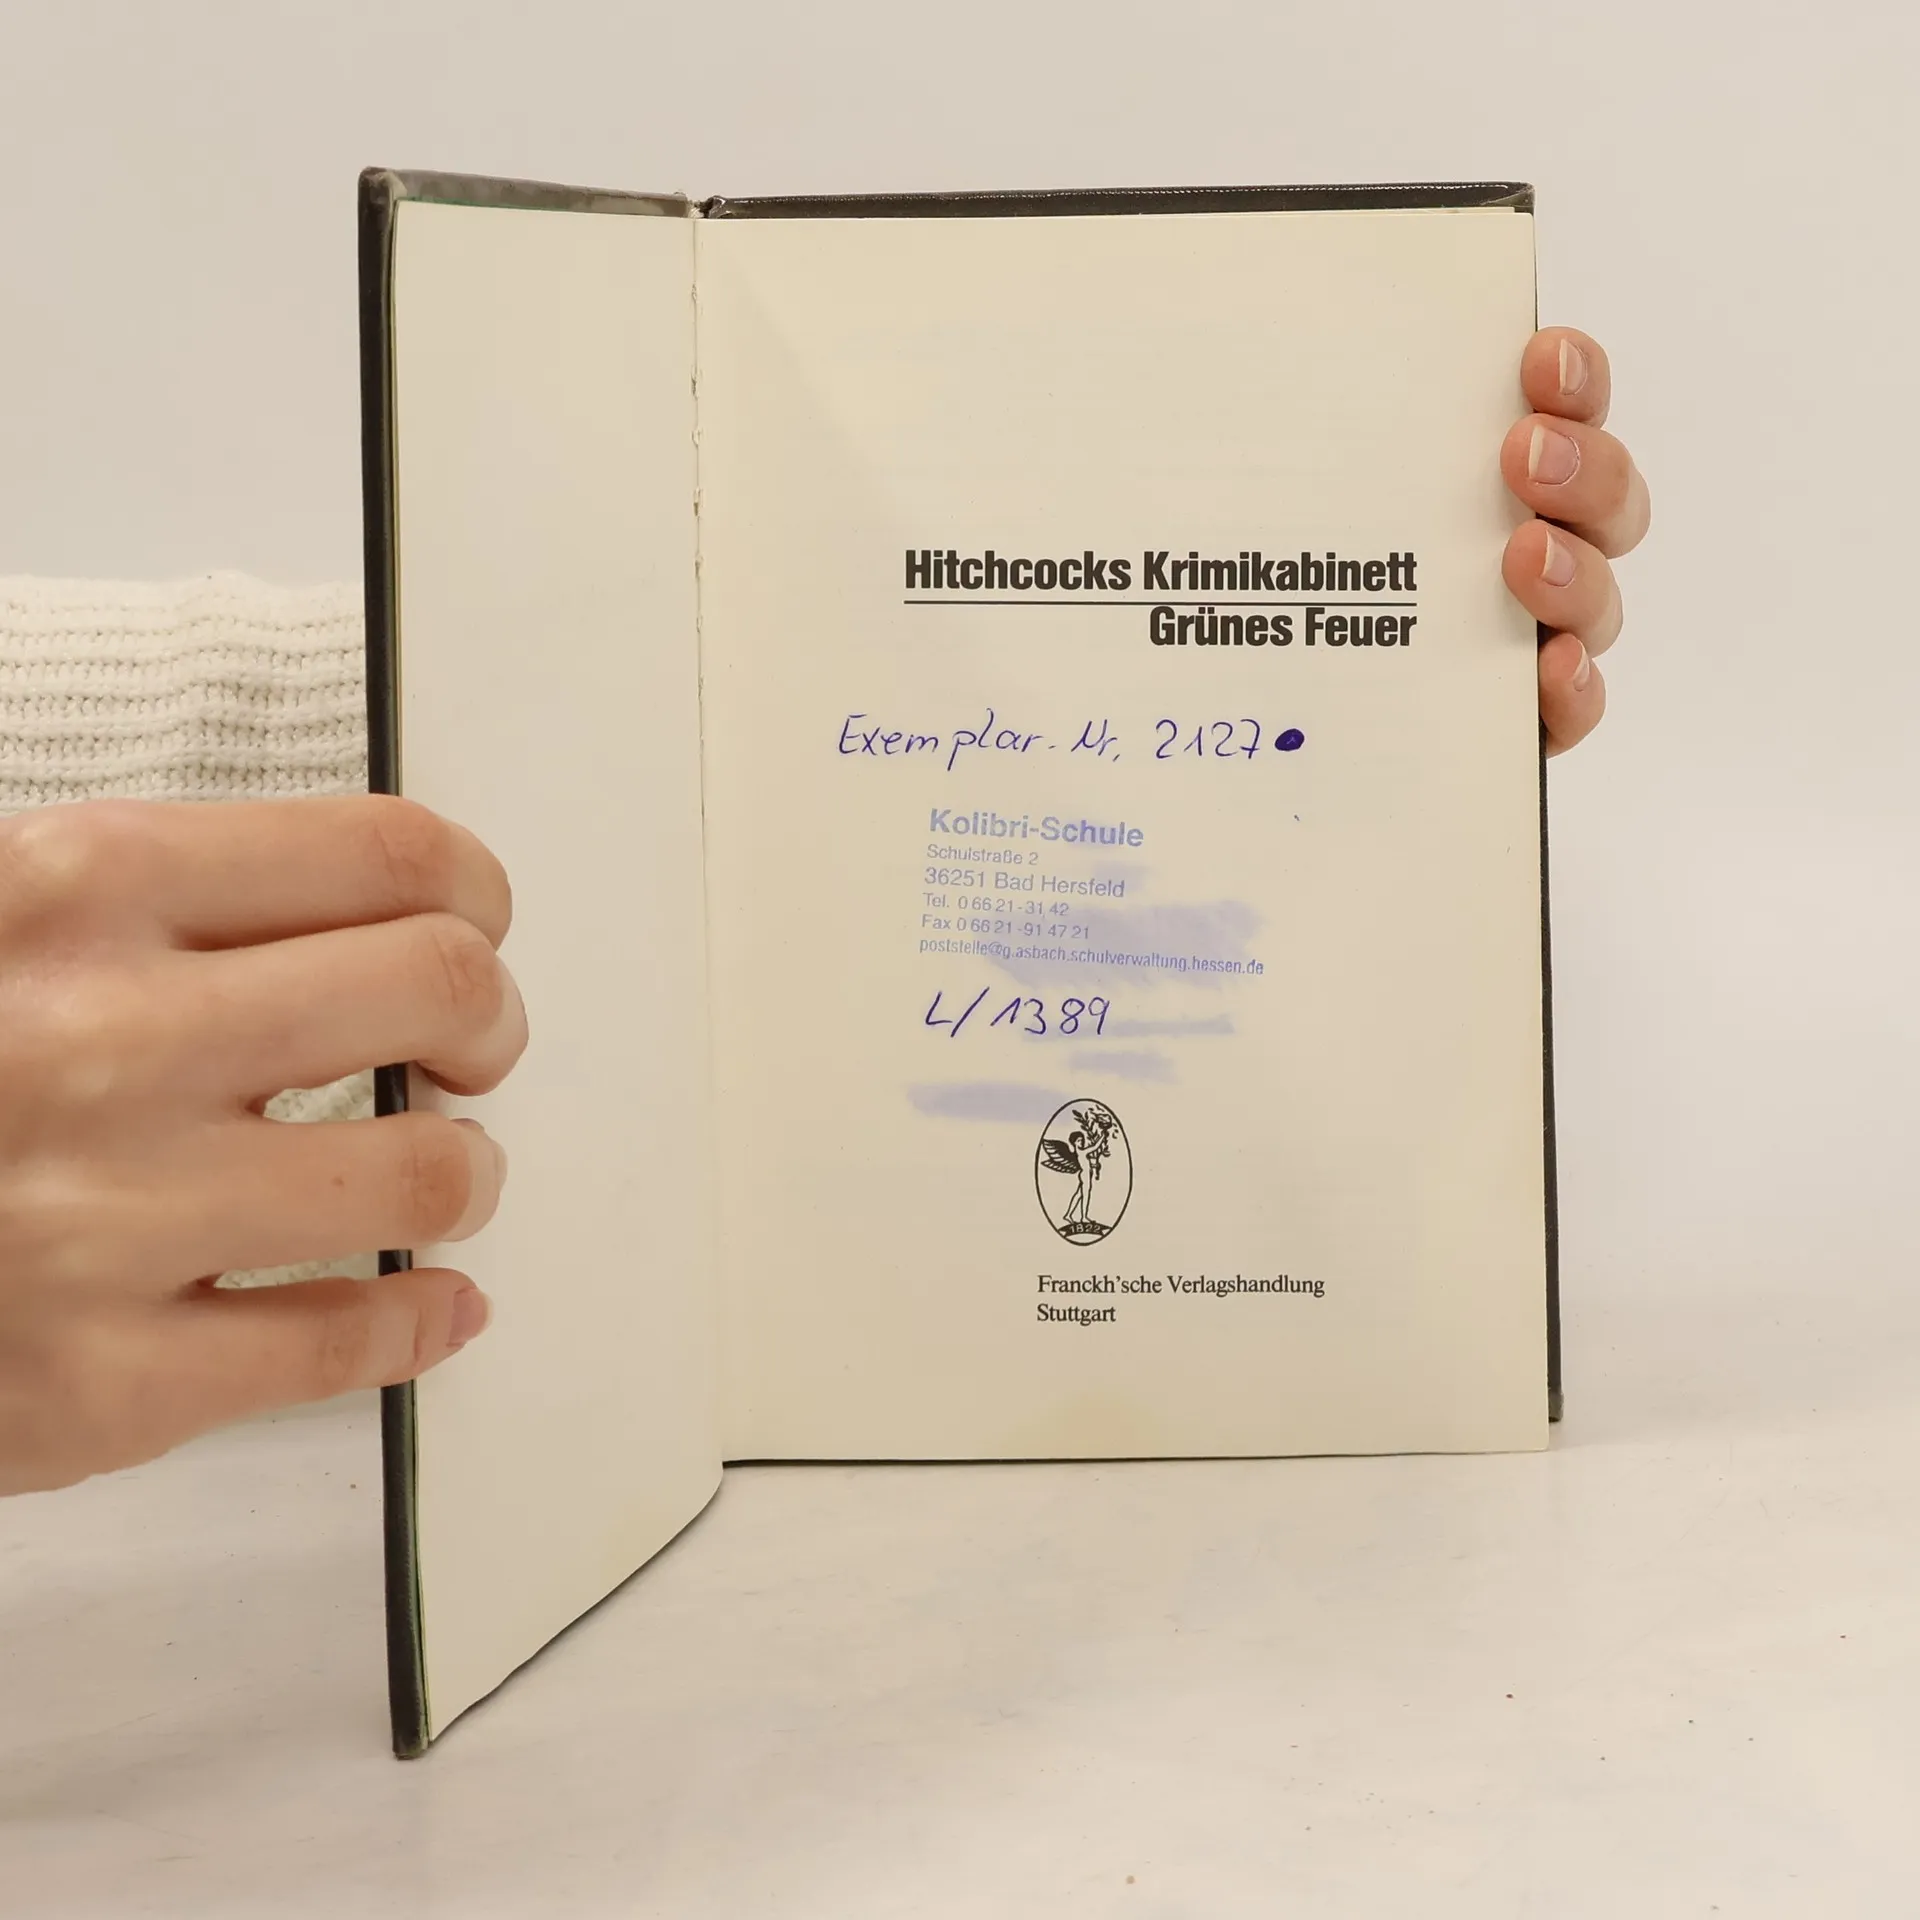 Hitchcocks Krimikabinett
Grünes Feuer
Exemplar-Nr. 2127
Kolibri-Schule
Schulstraße 2
36251 Bad Hersfeld
Tel. 0 66 21-31 42
Fax 0 66 21-91 47 21
poststelle@g.asbach.schulverwaltung.hessen.de
L/1389
1822
Franckh'sche Verlagshandlung
Stuttgart